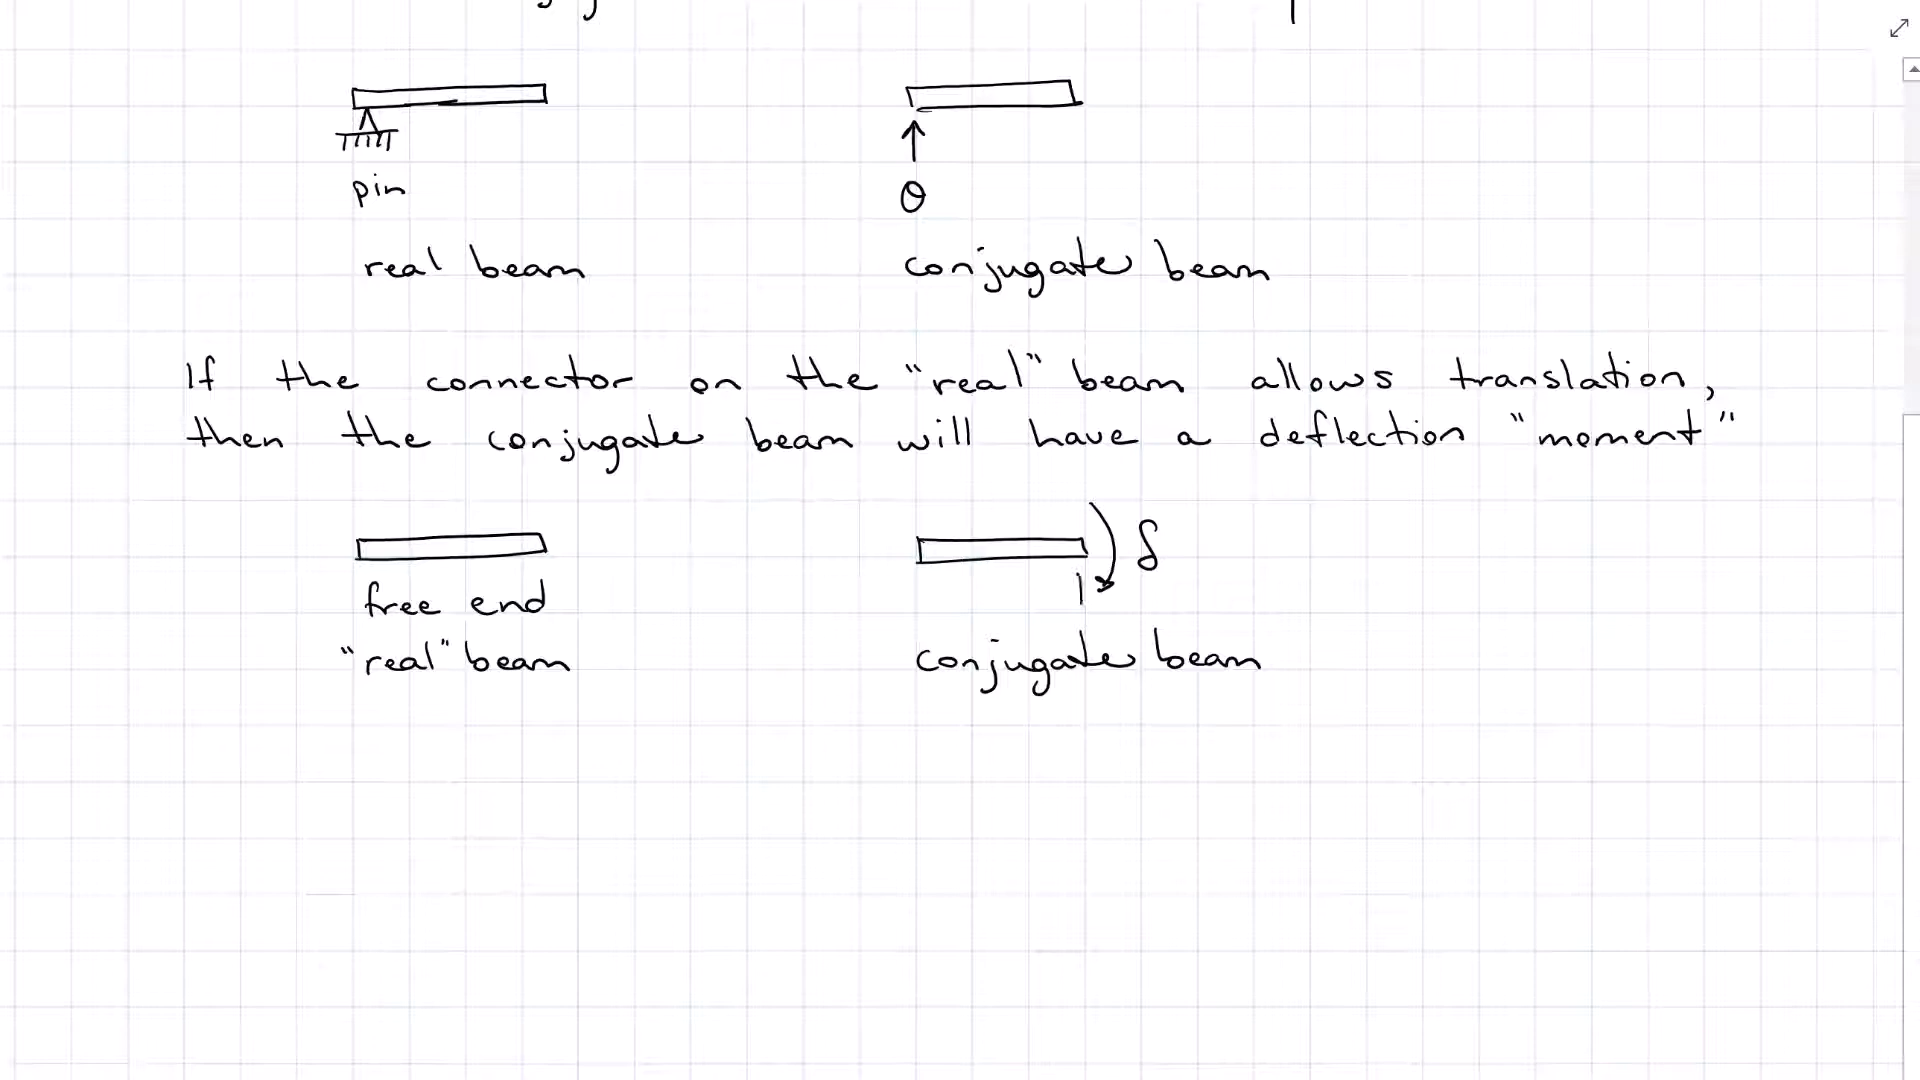 pin
θ
real beam
conjugate beam
If the connector on the "real" beam allows translation,
then the conjugate beam will have a deflection "moment"
δ
free end
"real" beam
conjugate beam